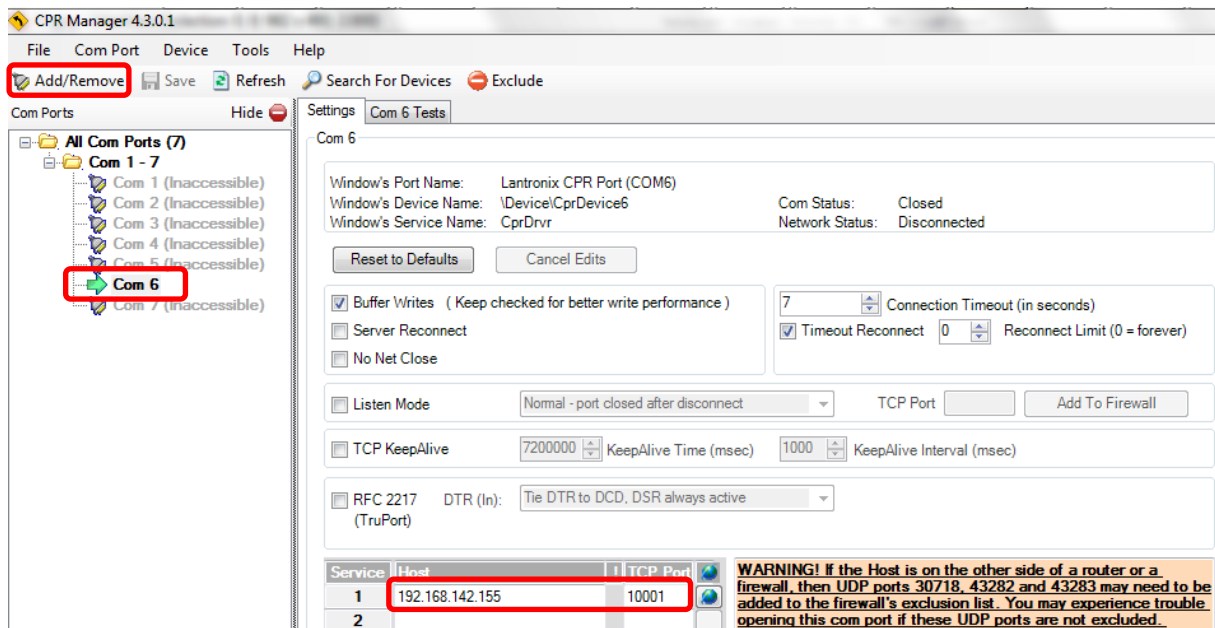 CPR Manager 4.3.0.1
File Com Port Device Tools Help
Add/Remove Save Refresh Search For Devices Exclude
Com Ports Hide
Settings Com 6 Tests
All Com Ports (7)
Com 1 - 7
Com 1 (Inaccessible)
Com 2 (Inaccessible)
Com 3 (Inaccessible)
Com 4 (Inaccessible)
Com 5 (Inaccessible)
Com 6
Com 7 (Inaccessible)
Com 6
Window's Port Name: Lantronix CPR Port (COM6)
Window's Device Name: \Device\CprDevice6 Com Status: Closed
Window's Service Name: CprDrvr Network Status: Disconnected
Reset to Defaults Cancel Edits
Buffer Writes ( Keep checked for better write performance )
Server Reconnect
No Net Close
7 Connection Timeout (in seconds)
Timeout Reconnect 0 Reconnect Limit (0 = forever)
Listen Mode Normal - port closed after disconnect TCP Port Add To Firewall
TCP KeepAlive 7200000 KeepAlive Time (msec) 1000 KeepAlive Interval (msec)
RFC 2217 DTR (In): Tie DTR to DCD, DSR always active
(TruPort)
Service Host ! TCP Port
1 192.168.142.155 10001
2
WARNING! If the Host is on the other side of a router or a
firewall, then UDP ports 30718, 43282 and 43283 may need to be
added to the firewall's exclusion list. You may experience trouble
opening this com port if these UDP ports are not excluded.